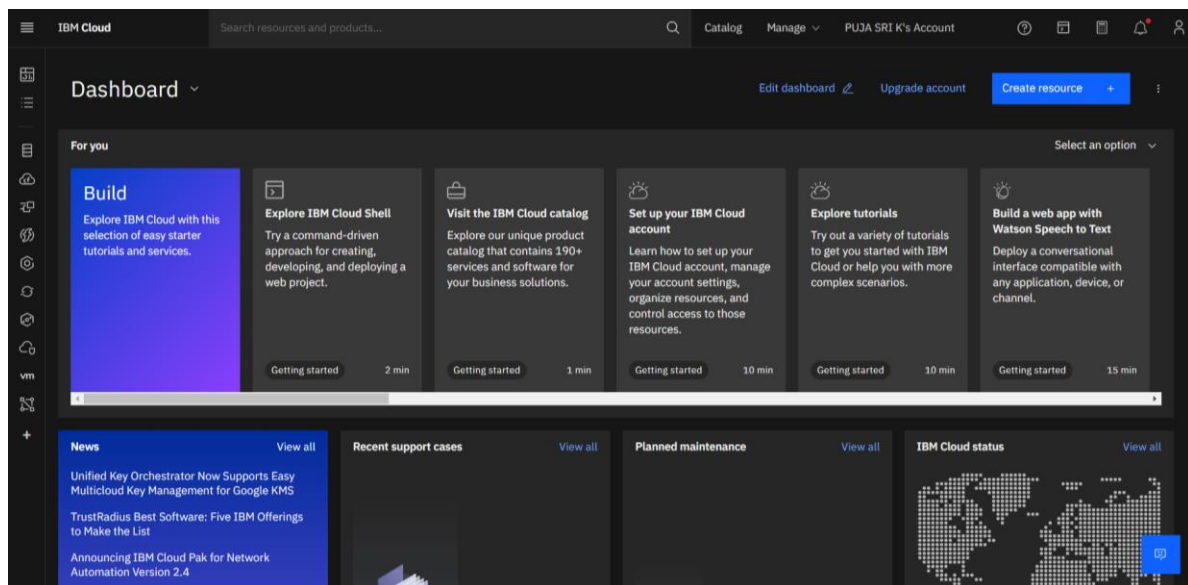 IBM Cloud
Search resources and products...
Catalog
Manage
PUJA SRI K's Account
Dashboard
Edit dashboard
Upgrade account
Create resource +
For you
Select an option
Build
Explore IBM Cloud with this
selection of easy starter
tutorials and services.
Explore IBM Cloud Shell
Try a command-driven
approach for creating,
developing, and deploying a
web project.
Getting started
2 min
Visit the IBM Cloud catalog
Explore our unique product
catalog that contains 190+
services and software for
your business solutions.
Getting started
1 min
Set up your IBM Cloud
account
Learn how to set up your
IBM Cloud account, manage
your account settings,
organize resources, and
control access to those
resources.
Getting started
10 min
Explore tutorials
Try out a variety of tutorials
to get you started with IBM
Cloud or help you with more
complex scenarios.
Getting started
10 min
Build a web app with
Watson Speech to Text
Deploy a conversational
interface compatible with
any application, device, or
channel.
Getting started
15 min
vm
News
View all
Unified Key Orchestrator Now Supports Easy
Multicloud Key Management for Google KMS
TrustRadius Best Software: Five IBM Offerings
to Make the List
Announcing IBM Cloud Pak for Network
Automation Version 2.4
Recent support cases
View all
Planned maintenance
View all
IBM Cloud status
View all